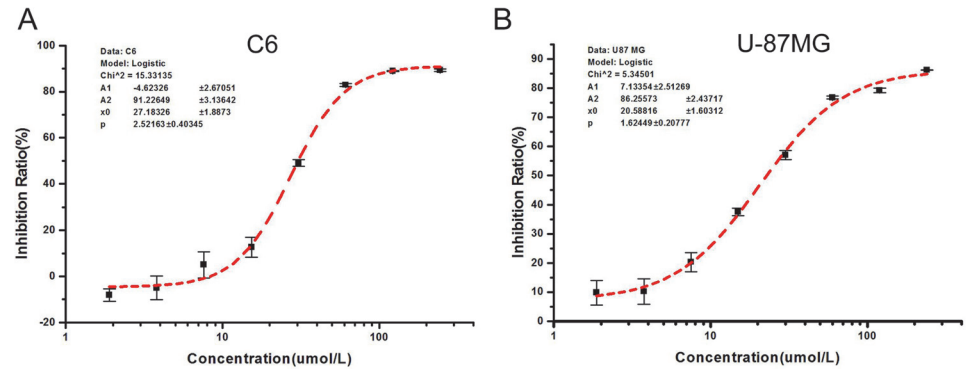 A
C6
Data: C6
Model: Logistic
Chi^2 = 15.33135
A1 -4.62326 ±2.67051
A2 91.22649 ±3.13642
x0 27.18326 ±1.8873
p 2.52163±0.40345
Inhibition Ratio(%)
100
80
60
40
20
0
-20
1 10 100
Concentration(umol/L)
B
U-87MG
Data: U87 MG
Model: Logistic
Chi^2 = 5.34501
A1 7.13354±2.51269
A2 86.25573 ±2.43717
x0 20.58816 ±1.60312
p 1.62449±0.20777
Inhibition Ratio(%)
90
80
70
60
50
40
30
20
10
0
1 10 100
Concentration(umol/L)